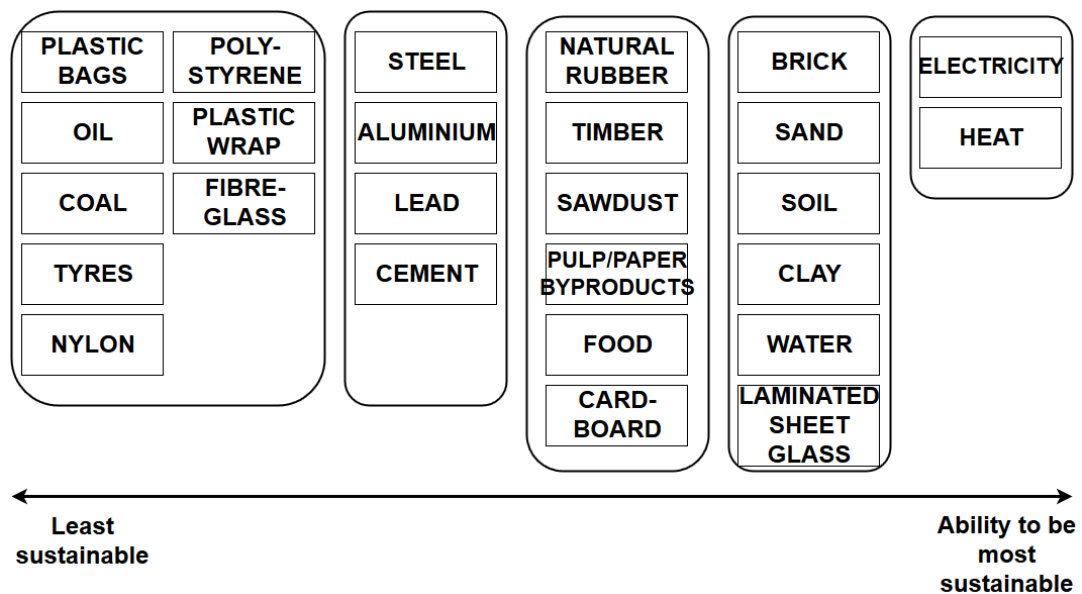 PLASTIC
BAGS
OIL
COAL
TYRES
NYLON
POLY-
STYRENE
PLASTIC
WRAP
FIBRE-
GLASS
STEEL
ALUMINIUM
LEAD
CEMENT
NATURAL
RUBBER
TIMBER
SAWDUST
PULP/PAPER
BYPRODUCTS
FOOD
CARD-
BOARD
BRICK
SAND
SOIL
CLAY
WATER
LAMINATED
SHEET
GLASS
ELECTRICITY
HEAT
Least
sustainable
Ability to be
most
sustainable